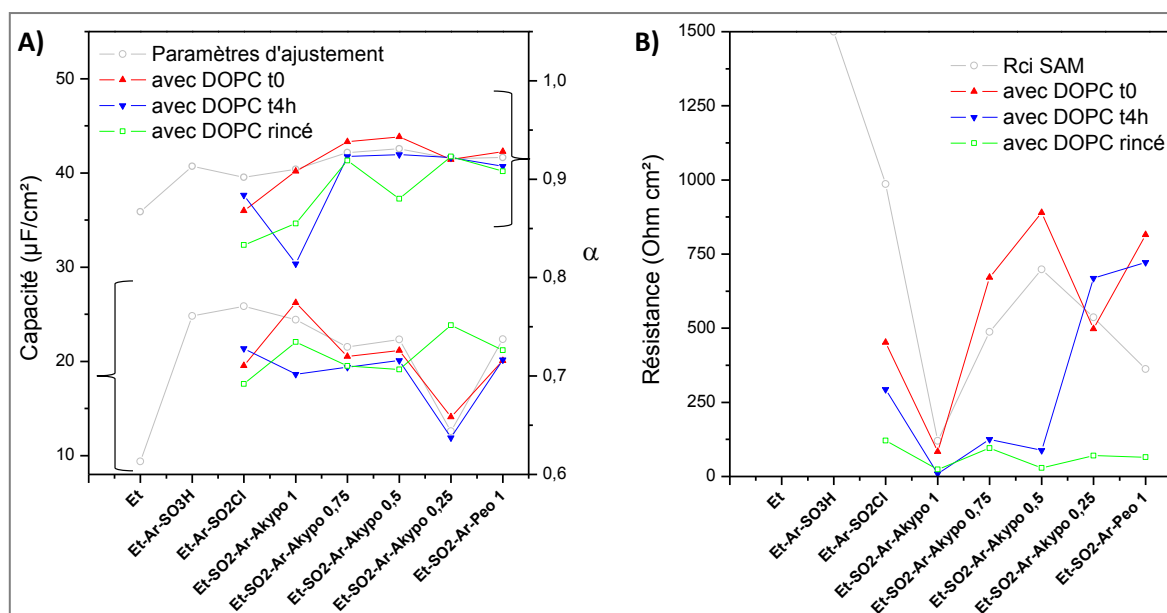 A)
Paramètres d'ajustement
avec DOPC t0
avec DOPC t4h
avec DOPC rincé
Capacité (µF/cm²)
50
40
30
20
10
1,0
0,9
0,8
0,7
0,6
α
Et
Et-Ar-SO3H
Et-Ar-SO2Cl
Et-SO2-Ar-Akypo 1
Et-SO2-Ar-Akypo 0,75
Et-SO2-Ar-Akypo 0,5
Et-SO2-Ar-Akypo 0,25
Et-SO2-Ar-Peo 1
B)
Rci SAM
avec DOPC t0
avec DOPC t4h
avec DOPC rincé
Résistance (Ohm cm²)
1500
1250
1000
750
500
250
0
Et
Et-Ar-SO3H
Et-Ar-SO2Cl
Et-SO2-Ar-Akypo 1
Et-SO2-Ar-Akypo 0,75
Et-SO2-Ar-Akypo 0,5
Et-SO2-Ar-Akypo 0,25
Et-SO2-Ar-Peo 1